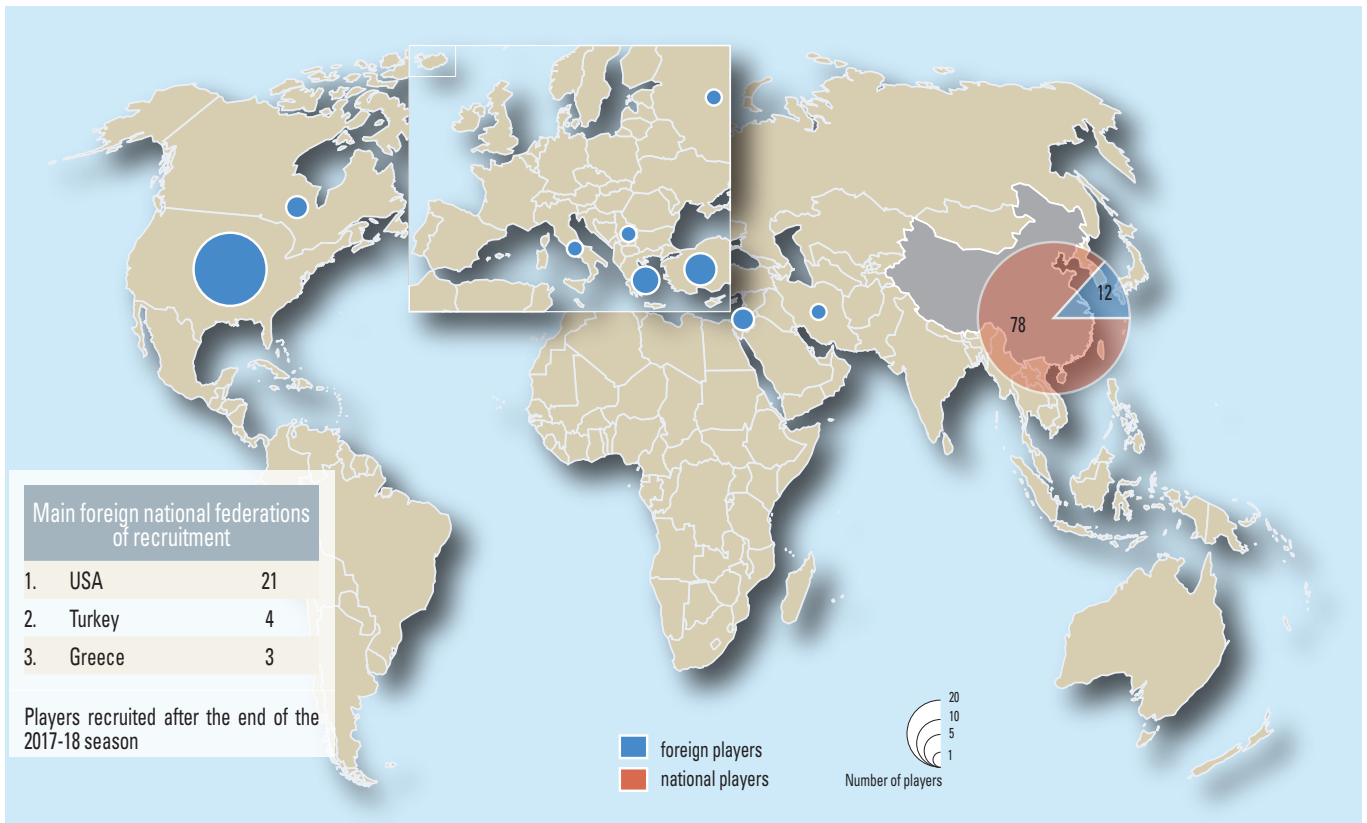 78
12
Main foreign national federations
of recruitment
1. USA 21
2. Turkey 4
3. Greece 3
Players recruited after the end of the
2017-18 season
foreign players
national players
20
10
5
1
Number of players